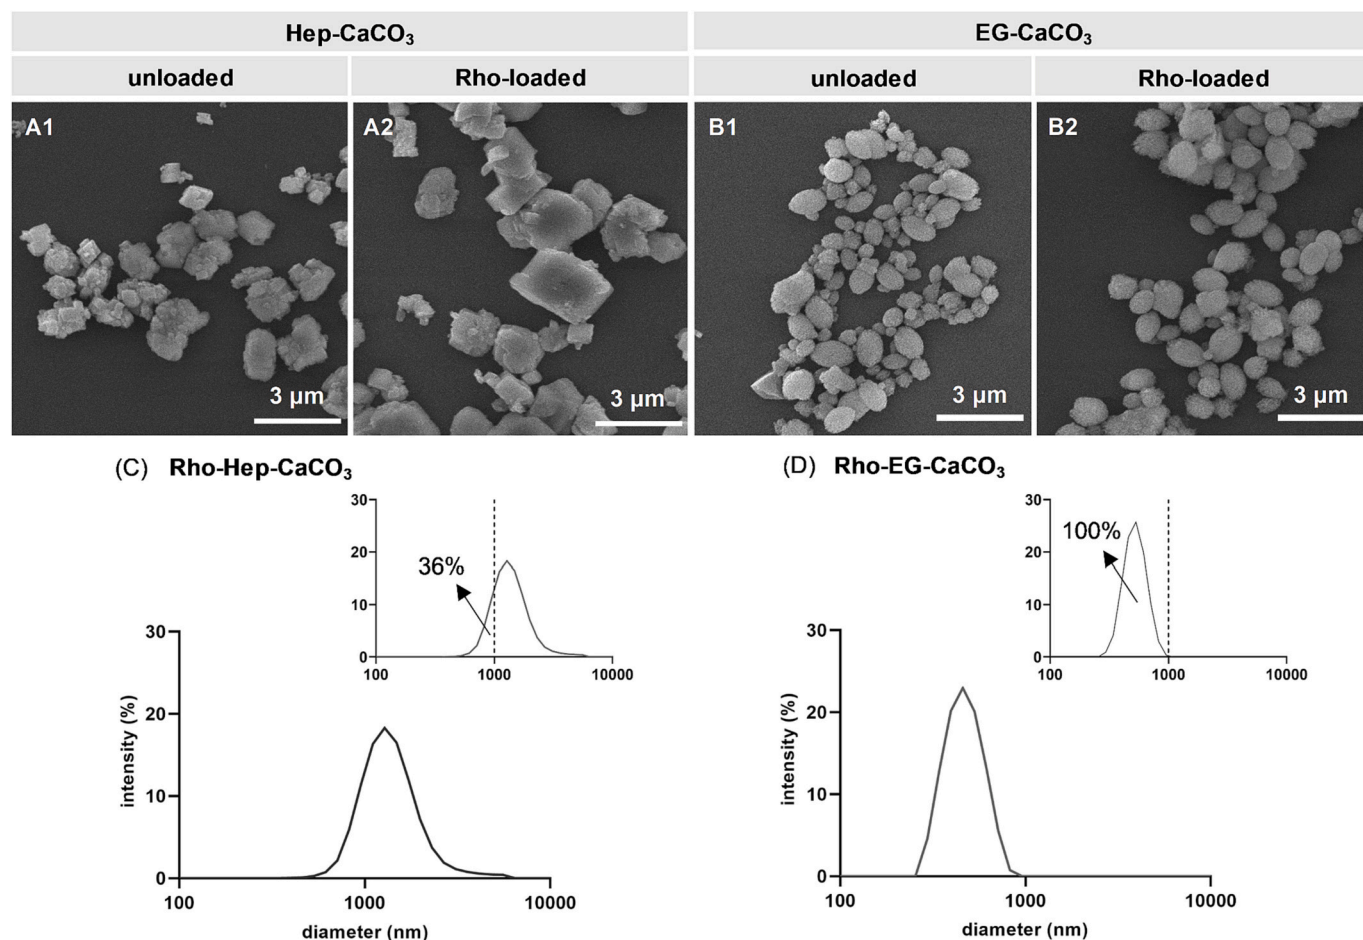 Hep-CaCO₃ EG-CaCO₃
unloaded Rho-loaded unloaded Rho-loaded
A1 A2 B1 B2
3 µm 3 µm 3 µm 3 µm
(C) Rho-Hep-CaCO₃
30
20
10
0
100 1000 10000
36%
30
20
10
0
intensity (%)
100 1000 10000
diameter (nm)
(D) Rho-EG-CaCO₃
30
20
10
0
100 1000 10000
100%
30
20
10
0
intensity (%)
100 1000 10000
diameter (nm)